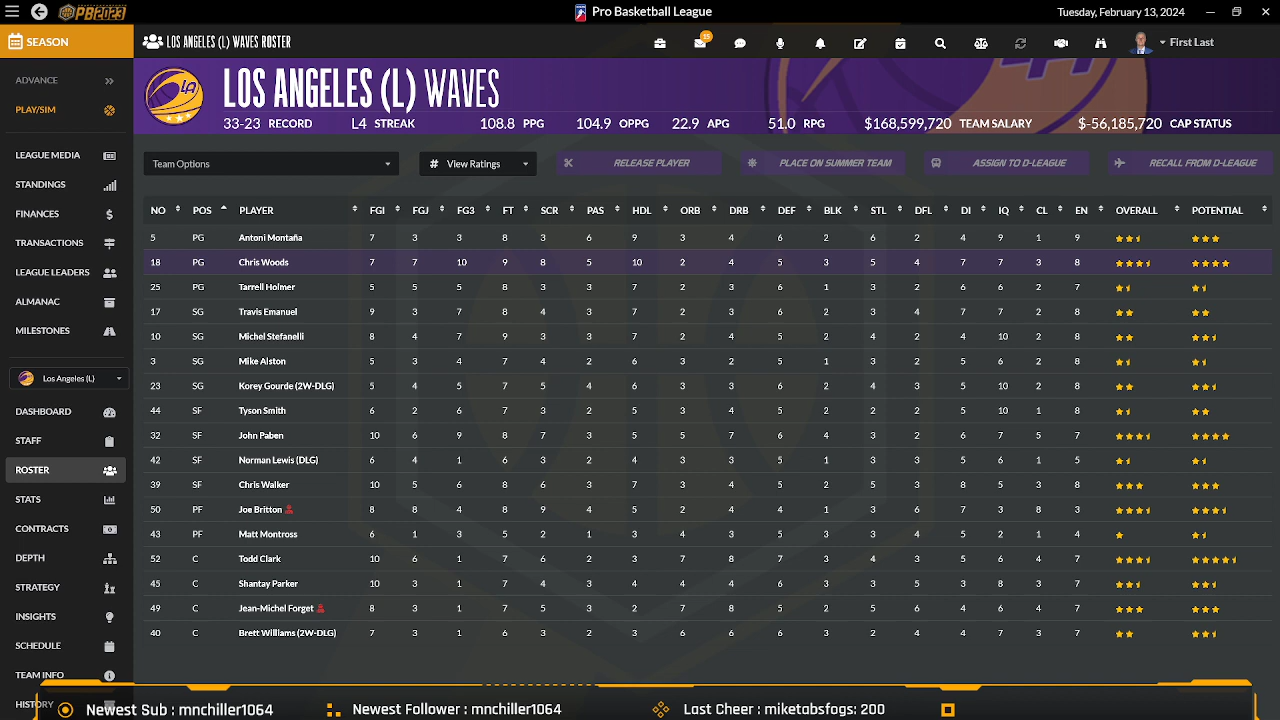 PB2023
Pro Basketball League
Tuesday, February 13, 2024
SEASON
LOS ANGELES (L) WAVES ROSTER
15
First Last
ADVANCE
PLAY/SIM
LA
LOS ANGELES (L) WAVES
33-23 RECORD L4 STREAK 108.8 PPG 104.9 OPPG 22.9 APG 51.0 RPG $168,599,720 TEAM SALARY $-56,185,720 CAP STATUS
Team Options
# View Ratings
RELEASE PLAYER
PLACE ON SUMMER TEAM
ASSIGN TO D-LEAGUE
RECALL FROM D-LEAGUE
LEAGUE MEDIA
STANDINGS
FINANCES
TRANSACTIONS
LEAGUE LEADERS
ALMANAC
MILESTONES
Los Angeles (L)
DASHBOARD
STAFF
ROSTER
STATS
CONTRACTS
DEPTH
STRATEGY
INSIGHTS
SCHEDULE
TEAM INFO
HISTORY
NO POS PLAYER FGI FGJ FG3 FT SCR PAS HDL ORB DRB DEF BLK STL DFL DI IQ CL EN OVERALL POTENTIAL
5 PG Antoni Montaña 7 3 3 8 3 6 9 3 4 6 2 6 2 4 9 1 9
18 PG Chris Woods 7 7 10 9 8 5 10 2 4 5 3 5 4 7 7 3 8
25 PG Tarrell Holmer 5 5 5 8 3 3 7 2 3 6 1 3 2 6 6 2 7
17 SG Travis Emanuel 9 3 7 8 4 3 7 2 3 6 2 3 4 7 7 2 8
10 SG Michel Stefanelli 8 4 7 9 3 3 7 2 4 5 2 4 2 4 10 2 8
3 SG Mike Alston 5 3 4 7 4 2 6 3 2 5 1 3 2 5 6 2 8
23 SG Korey Gourde (2W-DLG) 5 4 5 7 5 4 6 3 3 6 2 4 3 5 10 2 8
44 SF Tyson Smith 6 2 6 7 3 2 5 3 4 5 2 2 2 5 10 1 8
32 SF John Paben 10 6 9 8 7 3 5 5 7 6 4 3 2 6 7 5 7
42 SF Norman Lewis (DLG) 6 4 1 6 3 2 4 3 3 5 1 3 3 5 6 1 5
39 SF Chris Walker 10 5 6 8 6 3 7 3 4 5 2 5 3 8 5 3 8
50 PF Joe Britton 8 8 4 8 9 4 5 2 4 4 1 3 6 7 3 8 3
43 PF Matt Montross 6 1 3 5 2 1 3 4 3 5 3 3 4 5 2 1 4
52 C Todd Clark 10 6 1 7 6 2 3 7 8 7 3 4 3 5 6 4 7
45 C Shantay Parker 10 3 1 7 4 3 4 4 4 6 3 3 5 3 8 3 7
49 C Jean-Michel Forget 8 3 1 7 5 3 2 7 8 5 2 5 6 4 6 4 7
40 C Brett Williams (2W-DLG) 7 3 1 6 3 2 3 6 6 6 3 2 4 4 7 3 7
Newest Sub : mnchiller1064
Newest Follower : mnchiller1064
Last Cheer : miketabsfogs: 200